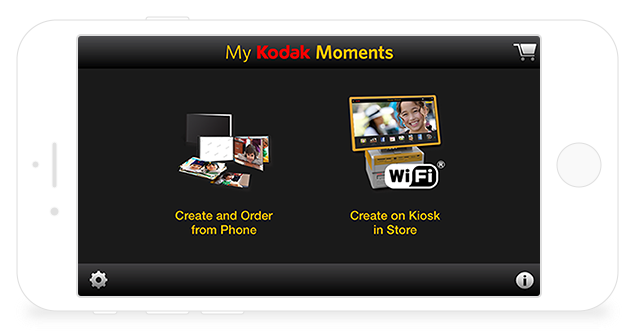 My Kodak Moments
WiFi®
Create and Order
from Phone
Create on Kiosk
in Store